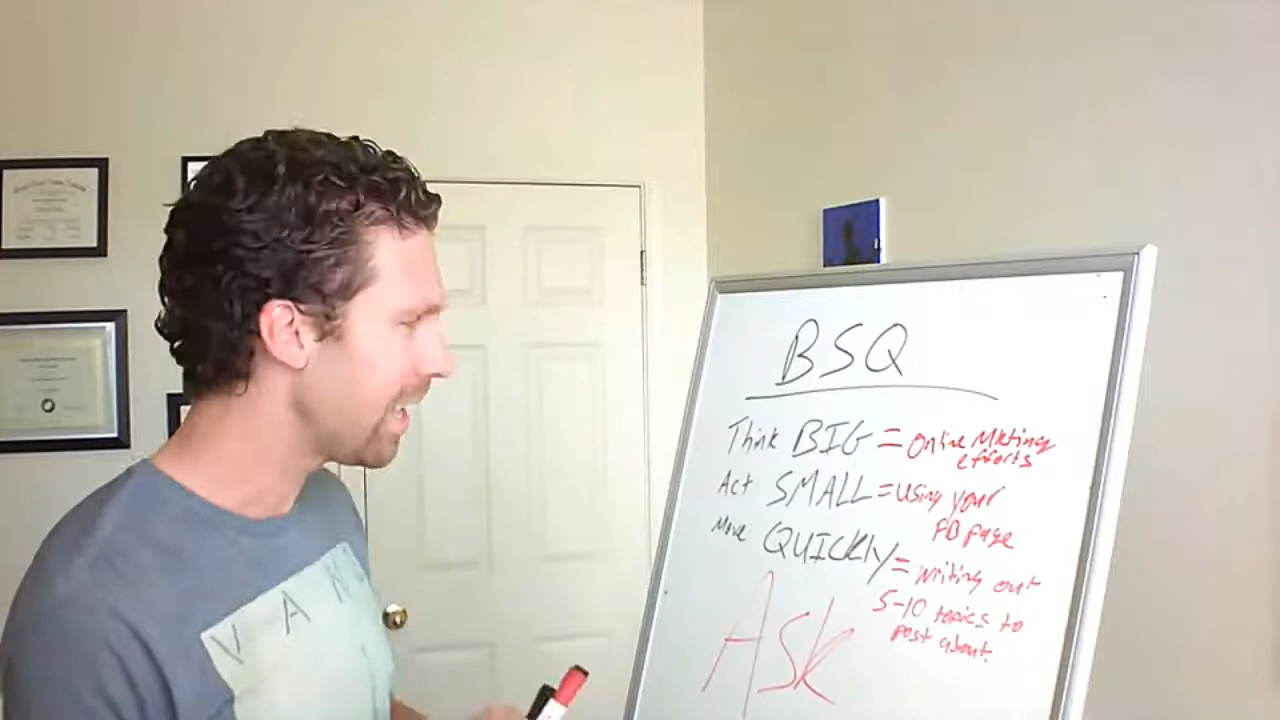 BSQ
Think BIG = Online Mkting
efforts
Act SMALL = using your
FB page
Move QUICKLY = writing out
5-10 topics to
post about.
Ask
V A N